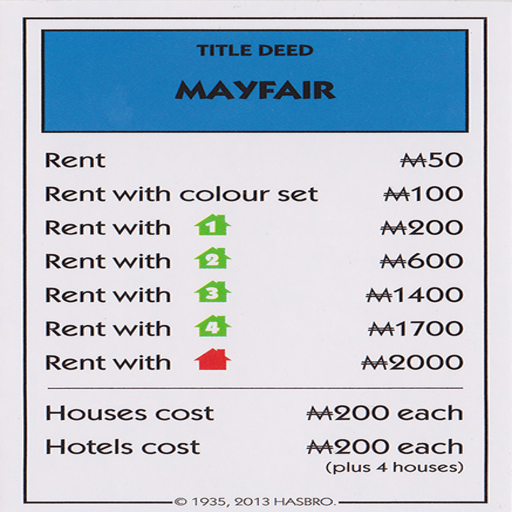 TITLE DEED
MAYFAIR
Rent ₩50
Rent with colour set ₩100
Rent with 1 ₩200
Rent with 2 ₩600
Rent with 3 ₩1400
Rent with 4 ₩1700
Rent with ₩2000
Houses cost ₩200 each
Hotels cost ₩200 each
(plus 4 houses)
© 1935, 2013 HASBRO.